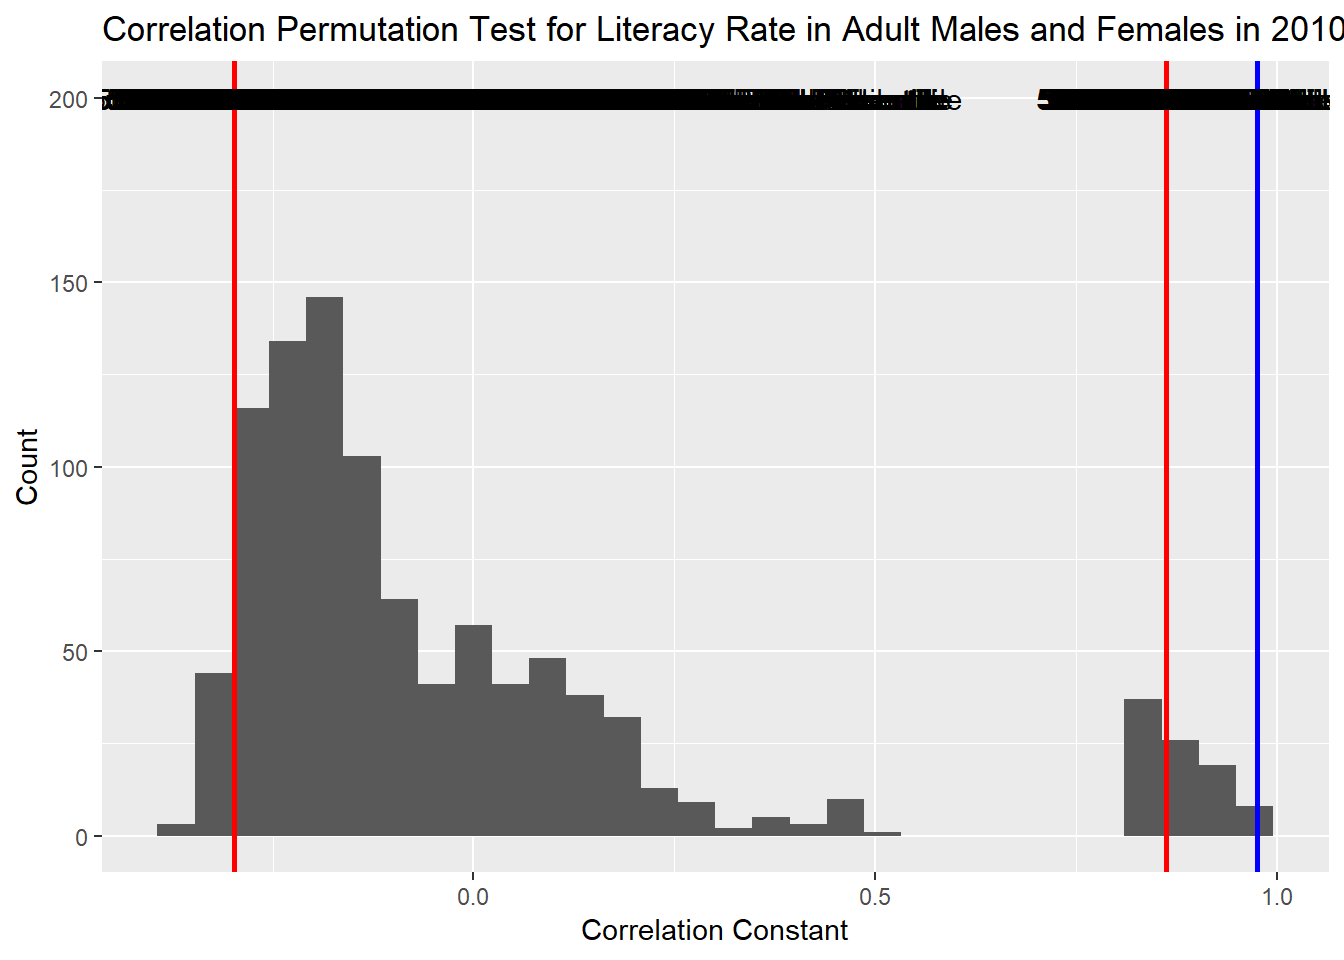 Correlation Permutation Test for Literacy Rate in Adult Males and Females in 2010
200
150
100
50
0
Count
0.0
0.5
1.0
Correlation Constant